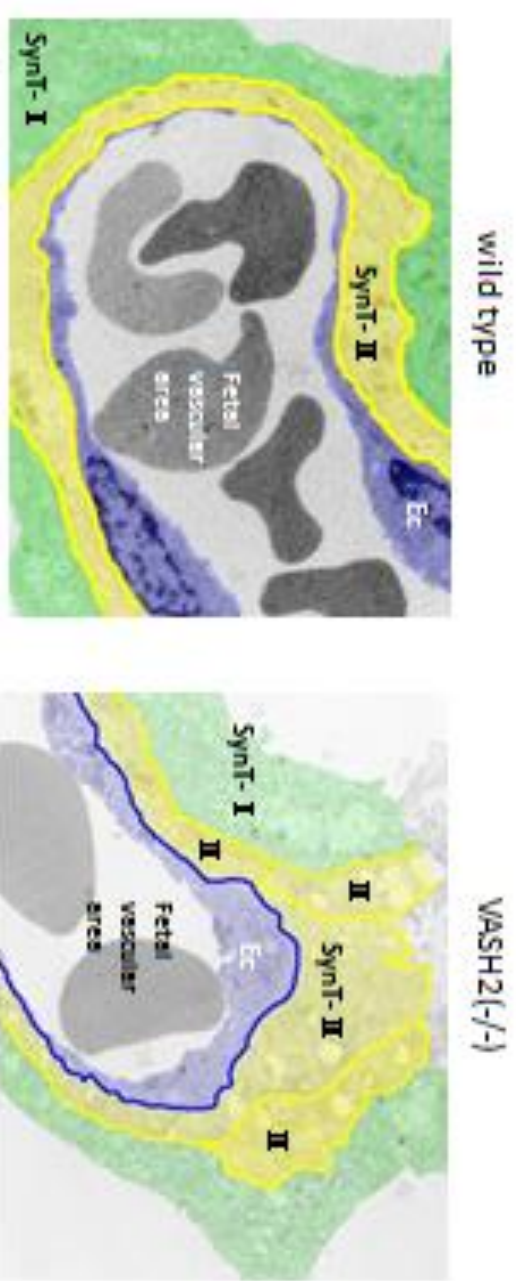 wild type
SynT- I
SynT- II
Fetal
vascular
area
Ec
VASH2(-/-)
SynT- I
II
II
SynT- II
II
Ec
Fetal
vascular
area